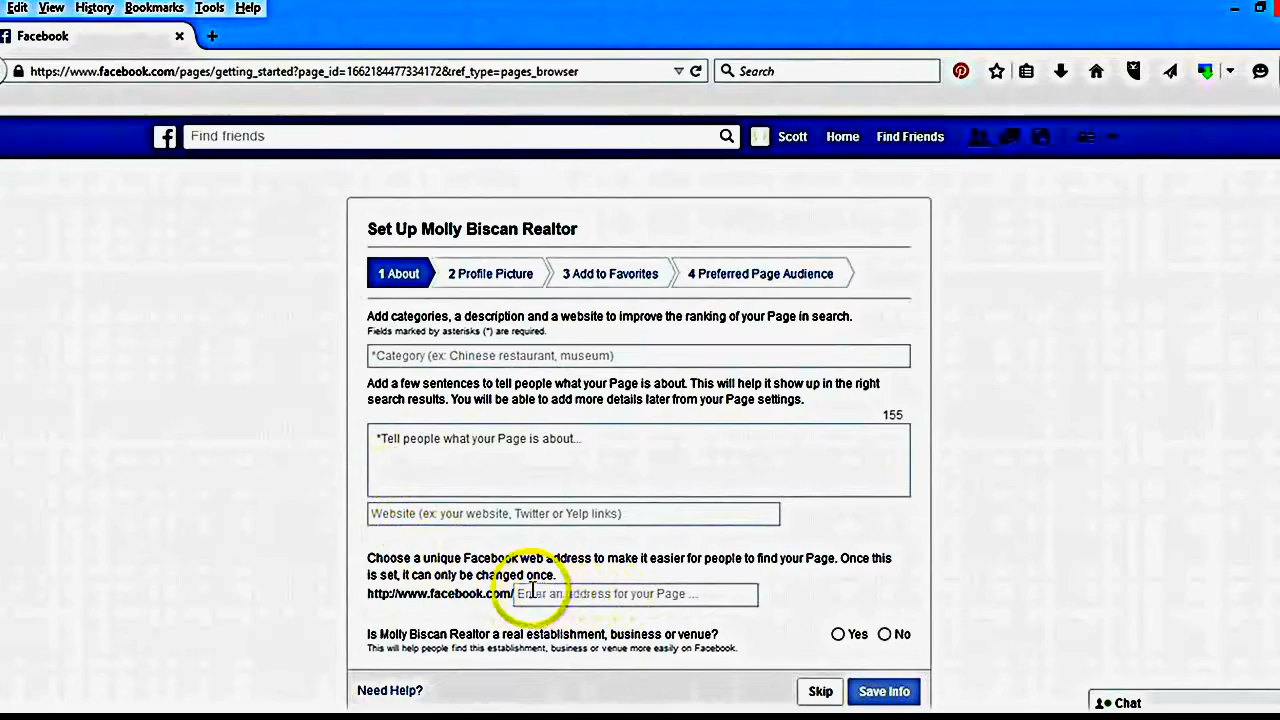 Edit View History Bookmarks Tools Help
Facebook
https://www.facebook.com/pages/getting_started?page_id=1662184477334172&ref_type=pages_browser
Search
Find friends
Scott Home Find Friends
Set Up Molly Biscan Realtor
1 About 2 Profile Picture 3 Add to Favorites 4 Preferred Page Audience
Add categories, a description and a website to improve the ranking of your Page in search.
Fields marked by asterisks (*) are required.
*Category (ex: Chinese restaurant, museum)
Add a few sentences to tell people what your Page is about. This will help it show up in the right
search results. You will be able to add more details later from your Page settings.
155
*Tell people what your Page is about...
Website (ex: your website, Twitter or Yelp links)
Choose a unique Facebook web address to make it easier for people to find your Page. Once this
is set, it can only be changed once.
http://www.facebook.com/ Enter an address for your Page ...
Is Molly Biscan Realtor a real establishment, business or venue? Yes No
This will help people find this establishment, business or venue more easily on Facebook.
Need Help? Skip Save Info
Chat